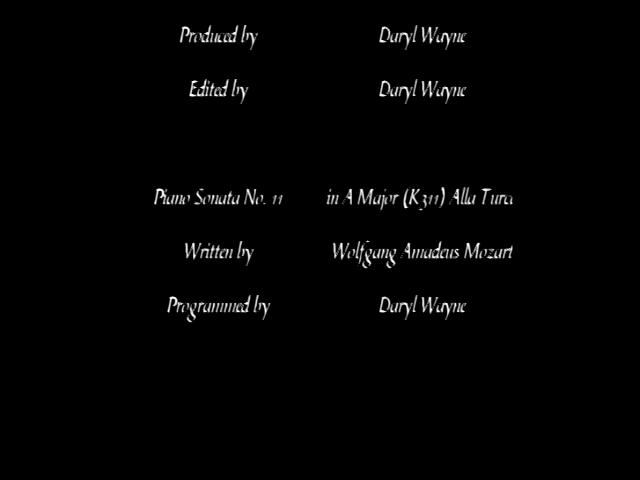 Produced by Daryl Wayne
Edited by Daryl Wayne
Piano Sonata No. 11 in A Major (K311) Alla Turca
Written by Wolfgang Amadeus Mozart
Programmed by Daryl Wayne